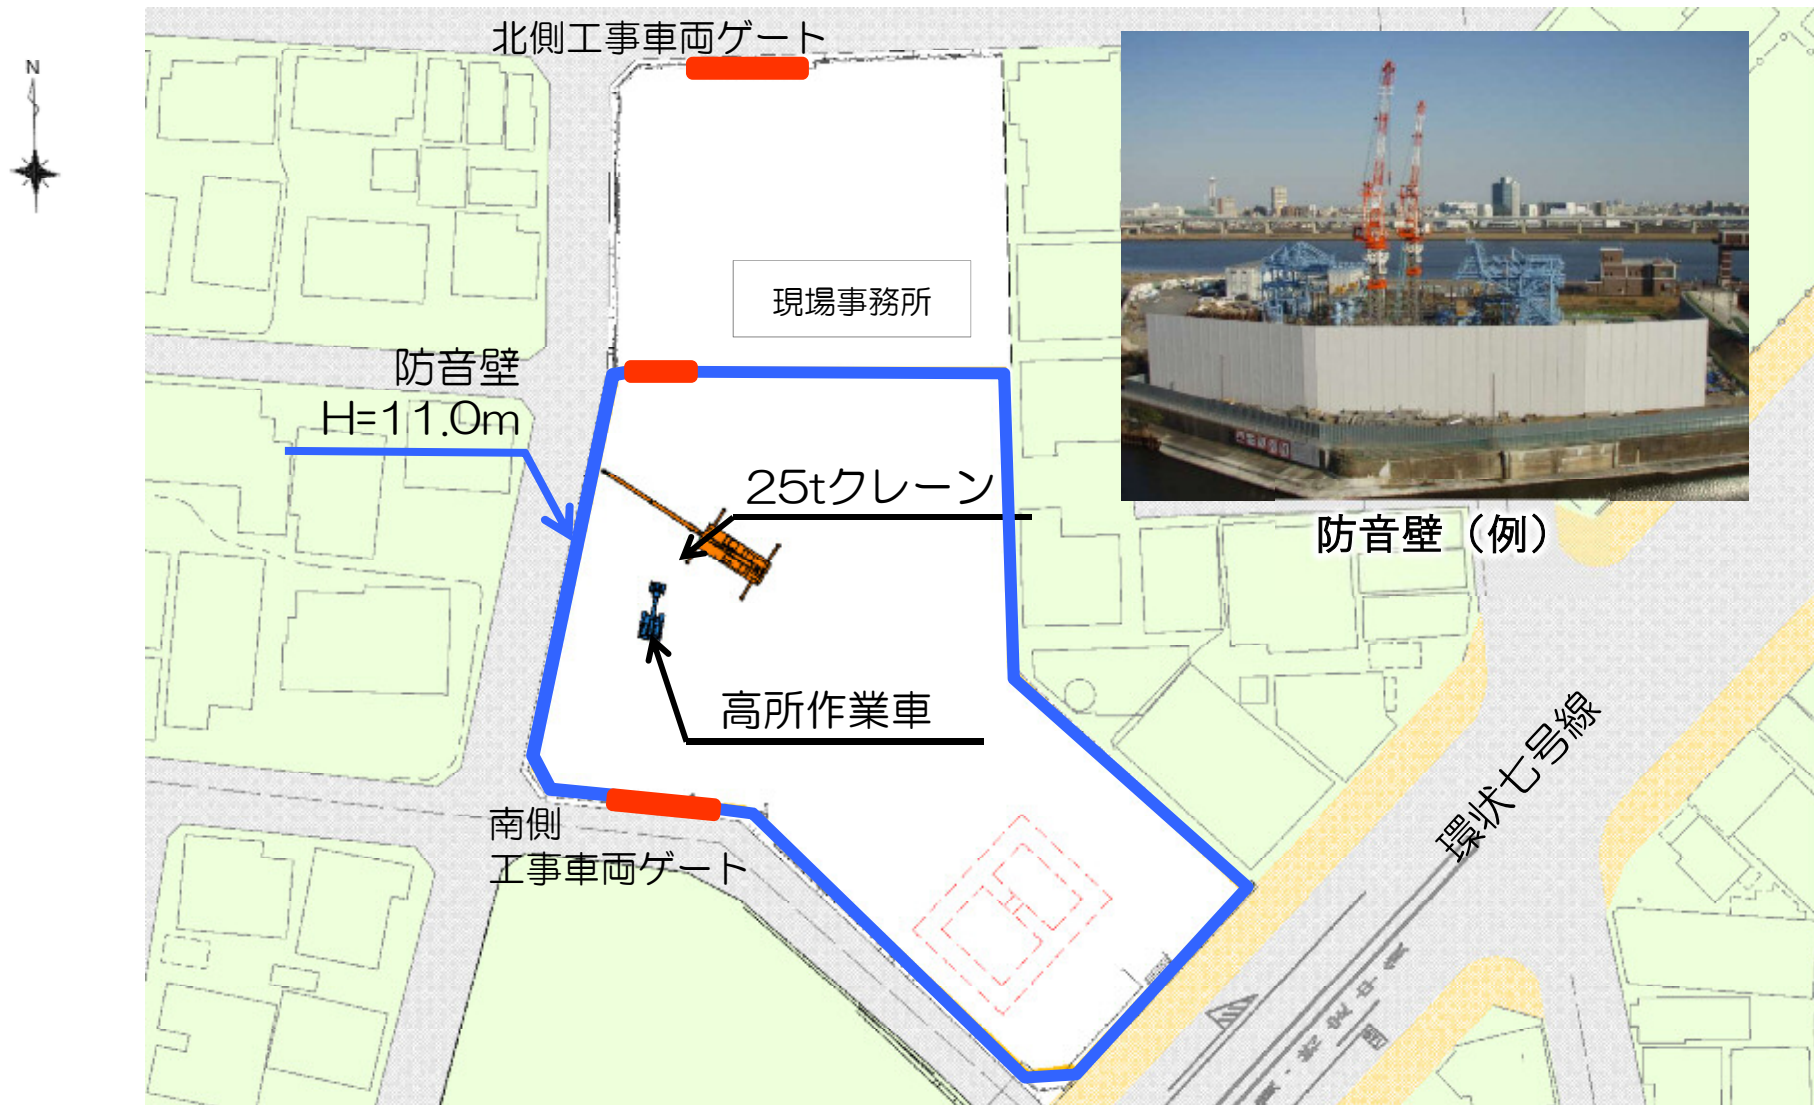 北側工事車両ゲート
N
現場事務所
防音壁
H=11.0m
25tクレーン
防音壁（例）
高所作業車
環状七号線
南側
工事車両ゲート